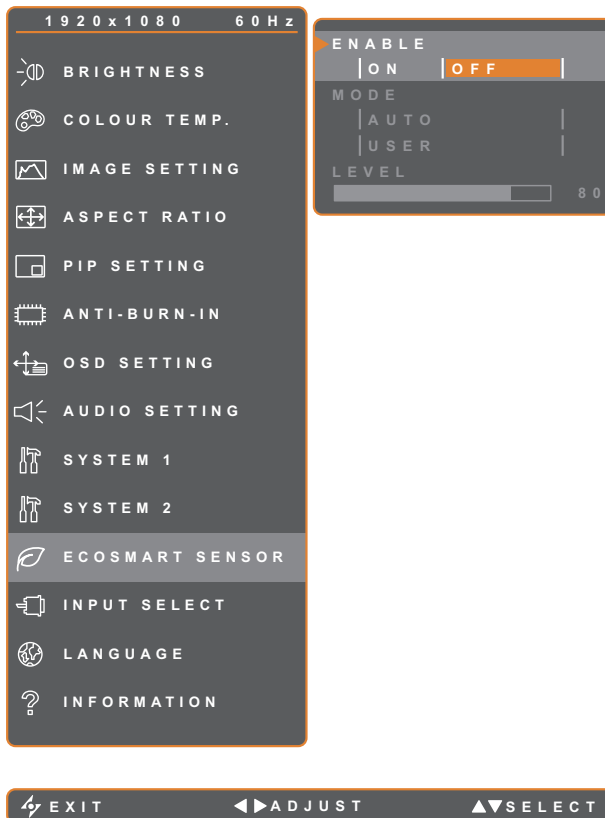 1920x1080 60Hz
BRIGHTNESS
COLOUR TEMP.
IMAGE SETTING
ASPECT RATIO
PIP SETTING
ANTI-BURN-IN
OSD SETTING
AUDIO SETTING
SYSTEM 1
SYSTEM 2
ECOSMART SENSOR
INPUT SELECT
LANGUAGE
INFORMATION
ENABLE
ON OFF
MODE
AUTO
USER
LEVEL
80
EXIT ADJUST SELECT